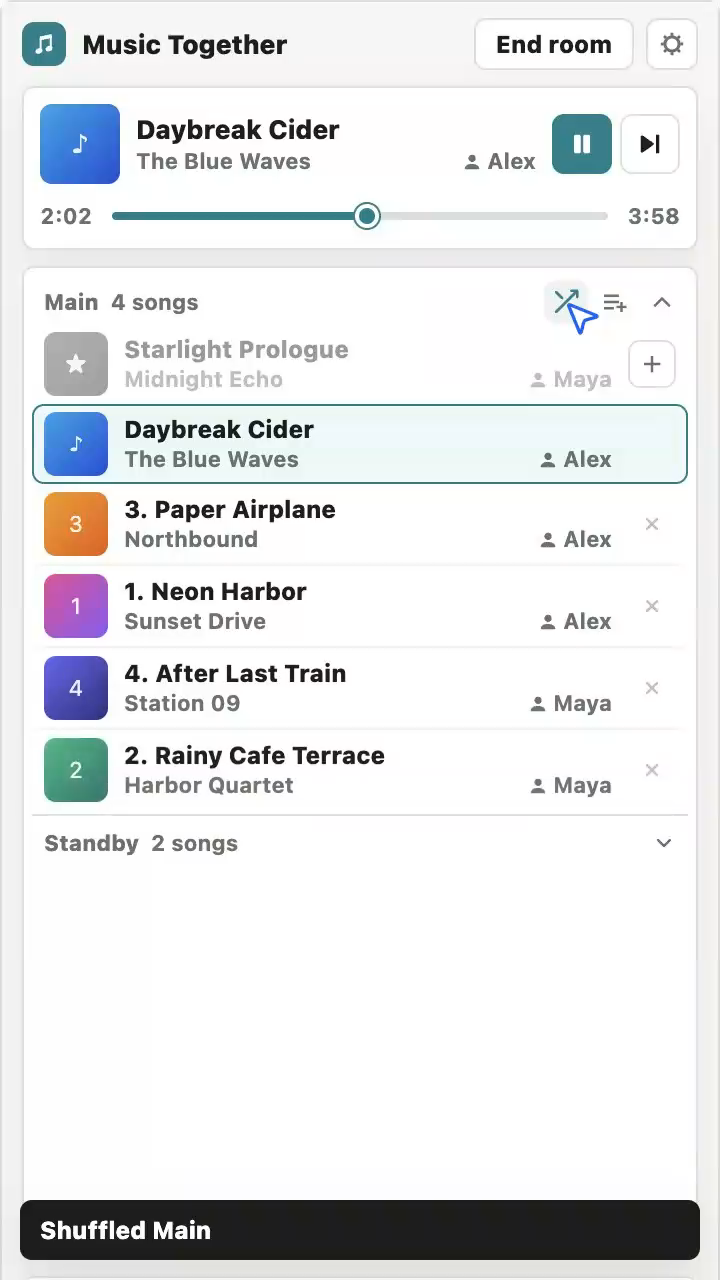 Music Together
End room
Daybreak Cider
The Blue Waves
Alex
2:02
3:58
Main 4 songs
Starlight Prologue
Midnight Echo
Maya
Daybreak Cider
The Blue Waves
Alex
3
3. Paper Airplane
Northbound
Alex
1
1. Neon Harbor
Sunset Drive
Alex
4
4. After Last Train
Station 09
Maya
2
2. Rainy Cafe Terrace
Harbor Quartet
Maya
Standby 2 songs
Shuffled Main